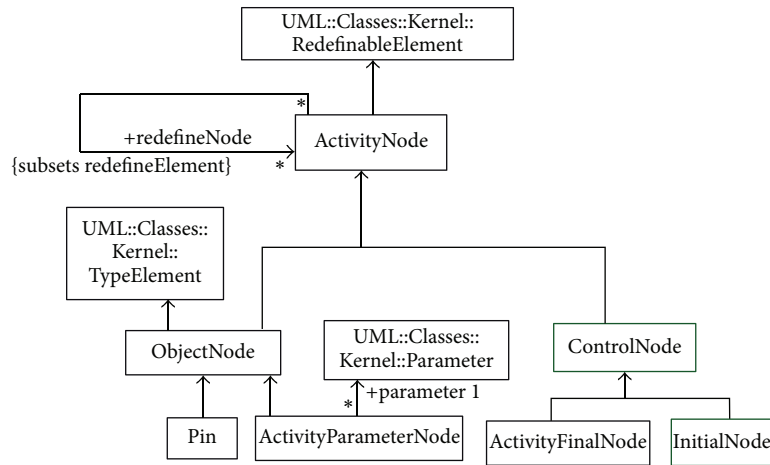 UML::Classes::Kernel::
RedefinableElement
*
+redefineNode
ActivityNode
{subsets redefineElement}
*
UML::Classes::
Kernel::
TypeElement
UML::Classes::
Kernel::Parameter
ObjectNode
ControlNode
+parameter 1
*
Pin
ActivityParameterNode
ActivityFinalNode
InitialNode